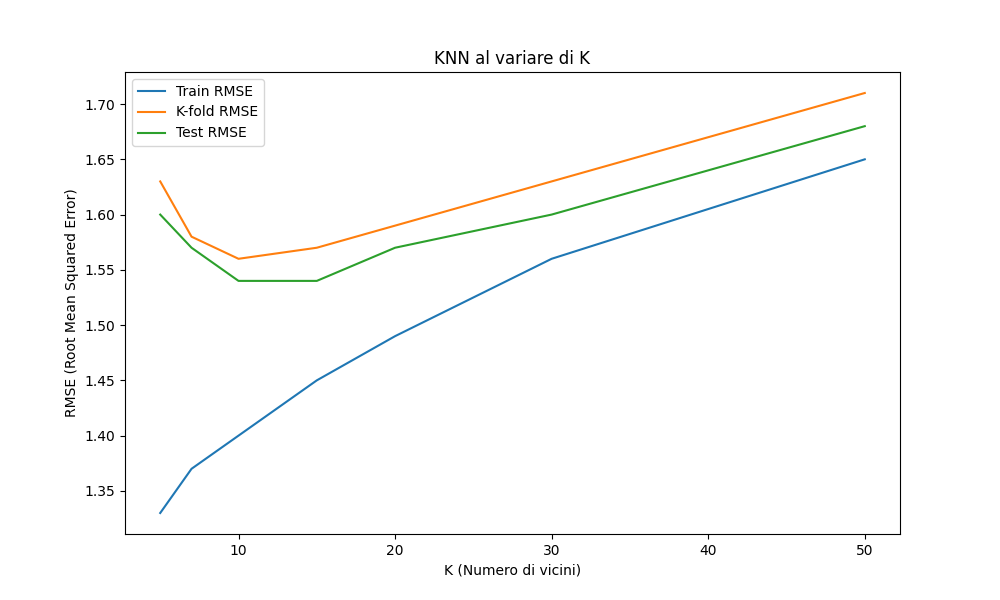 KNN al variare di K
Train RMSE
K-fold RMSE
Test RMSE
RMSE (Root Mean Squared Error)
1.70
1.65
1.60
1.55
1.50
1.45
1.40
1.35
10 20 30 40 50
K (Numero di vicini)